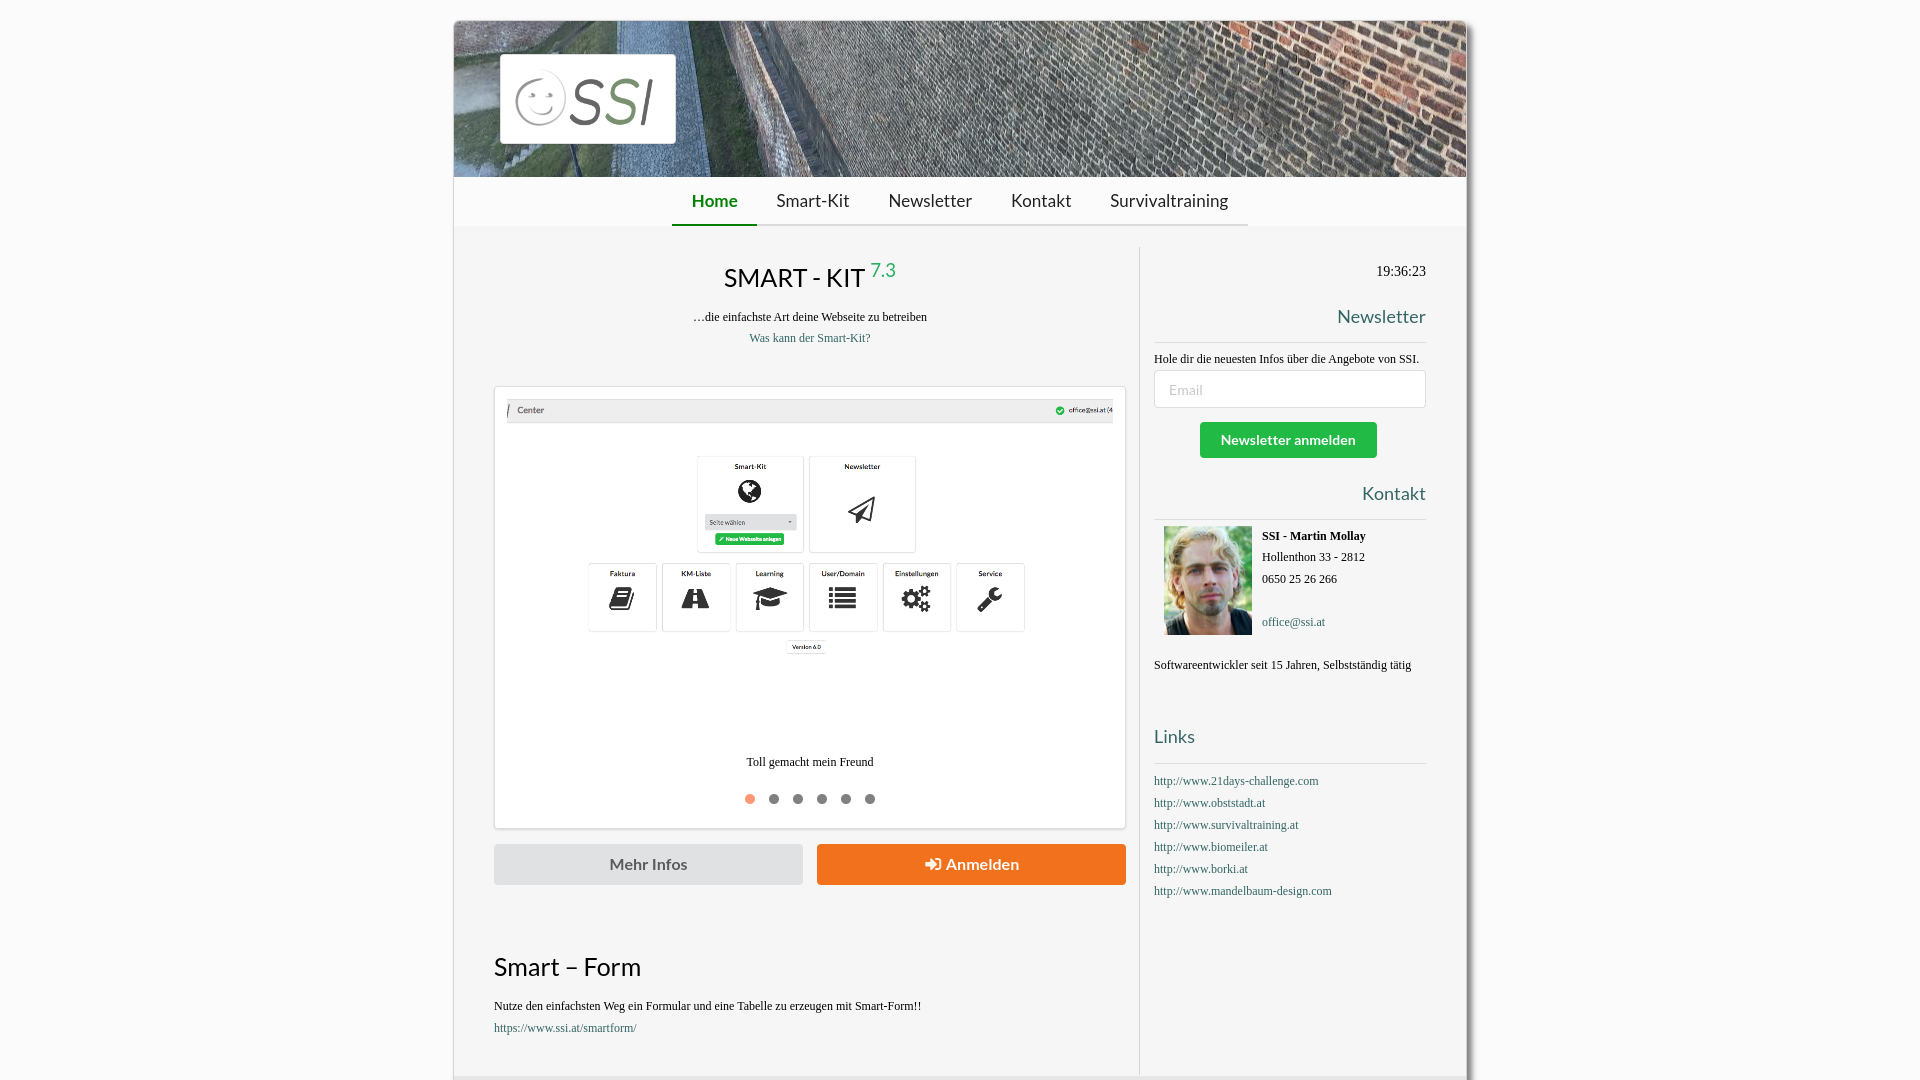 SSI
Home
Smart-Kit
Newsletter
Kontakt
Survivaltraining
SMART - KIT 7.3
…die einfachste Art deine Webseite zu betreiben
Was kann der Smart-Kit?
Center
office@ssi.at (4
Smart-Kit
Newsletter
Seite wählen
Neue Webseite anlegen
Faktura
KM-Liste
Learning
User/Domain
Einstellungen
Service
Version 6.0
Toll gemacht mein Freund
Mehr Infos
Anmelden
Smart – Form
Nutze den einfachsten Weg ein Formular und eine Tabelle zu erzeugen mit Smart-Form!!
https://www.ssi.at/smartform/
19:36:23
Newsletter
Hole dir die neuesten Infos über die Angebote von SSI.
Email
Newsletter anmelden
Kontakt
SSI - Martin Mollay
Hollenthon 33 - 2812
0650 25 26 266
office@ssi.at
Softwareentwickler seit 15 Jahren, Selbstständig tätig
Links
http://www.21days-challenge.com
http://www.obststadt.at
http://www.survivaltraining.at
http://www.biomeiler.at
http://www.borki.at
http://www.mandelbaum-design.com